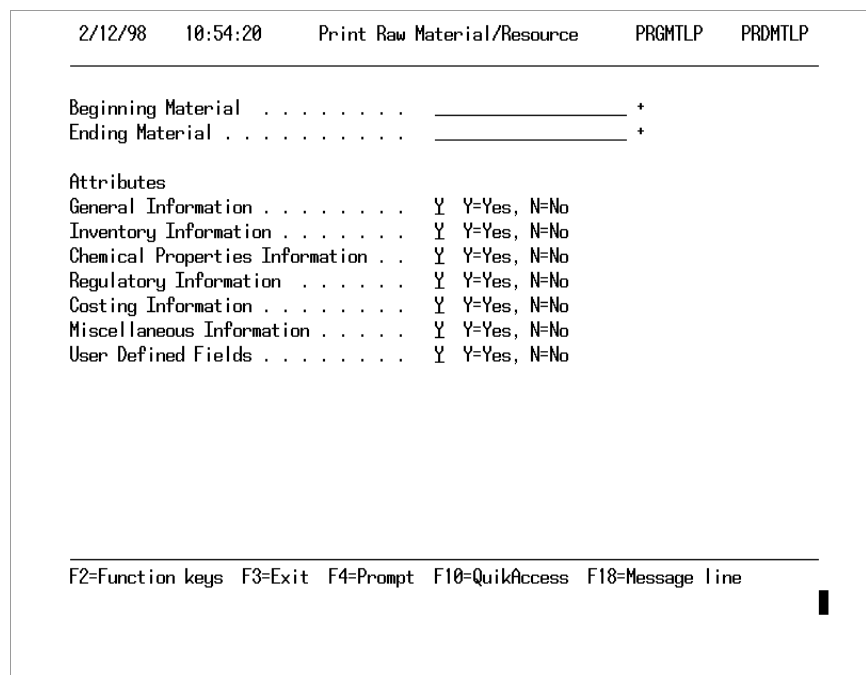 2/12/98 10:54:20 Print Raw Material/Resource PRGMTLP PRDMTLP
Beginning Material . . . . . . . . ____________________ +
Ending Material . . . . . . . . . . ____________________ +
Attributes
General Information . . . . . . . . Y Y=Yes, N=No
Inventory Information . . . . . . . Y Y=Yes, N=No
Chemical Properties Information . . Y Y=Yes, N=No
Regulatory Information . . . . . . Y Y=Yes, N=No
Costing Information . . . . . . . . Y Y=Yes, N=No
Miscellaneous Information . . . . . Y Y=Yes, N=No
User Defined Fields . . . . . . . . Y Y=Yes, N=No
F2=Function keys F3=Exit F4=Prompt F10=QuikAccess F18=Message line